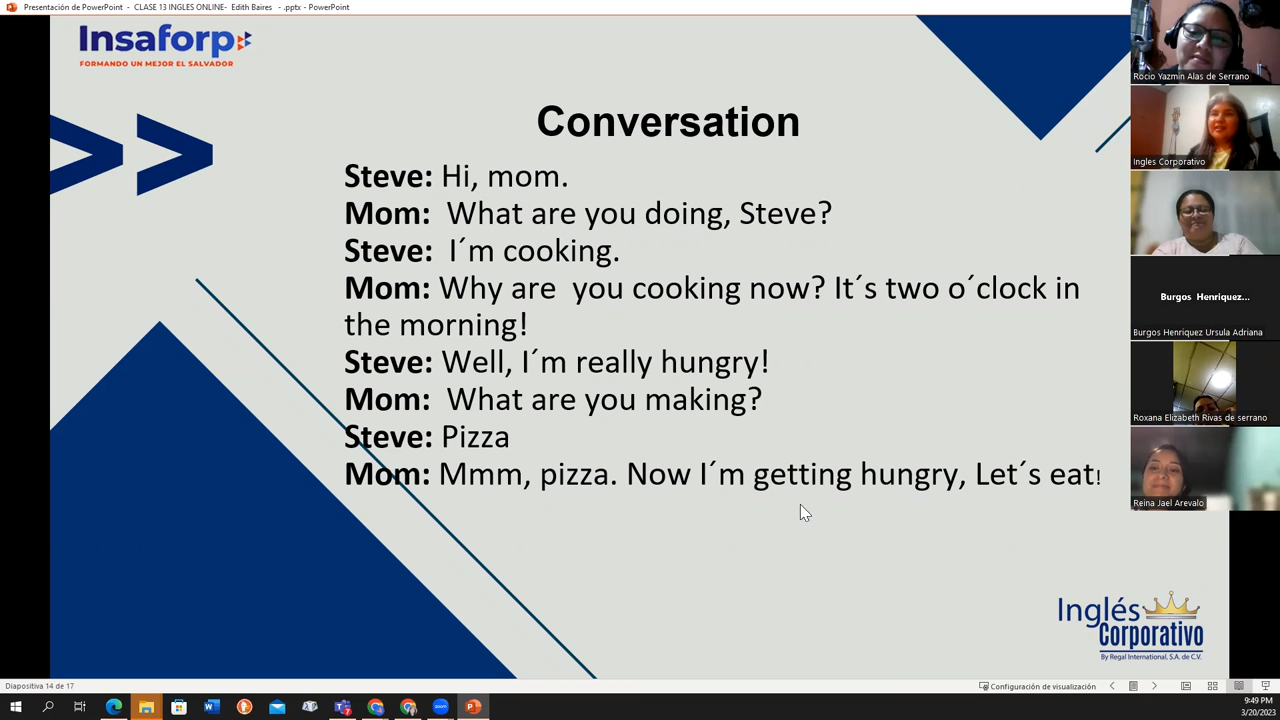 Presentación de PowerPoint - CLASE 13 INGLES ONLINE- Edith Baires - .pptx - PowerPoint
Insaforp
FORMANDO UN MEJOR EL SALVADOR
>>
Conversation
Steve: Hi, mom.
Mom: What are you doing, Steve?
Steve: I´m cooking.
Mom: Why are you cooking now? It´s two o´clock in
the morning!
Steve: Well, I´m really hungry!
Mom: What are you making?
Steve: Pizza
Mom: Mmm, pizza. Now I´m getting hungry, Let´s eat!
Rocio Yazmin Alas de Serrano
Ingles Corporativo
Burgos Henriquez...
Burgos Henriquez Ursula Adriana
Roxana Elizabeth Rivas de serrano
Reina Jael Arevalo
Inglés
Corporativo
By Regal International, S.A. de C.V.
Diapositiva 14 de 17
Configuración de visualización
9:49 PM
3/20/2023